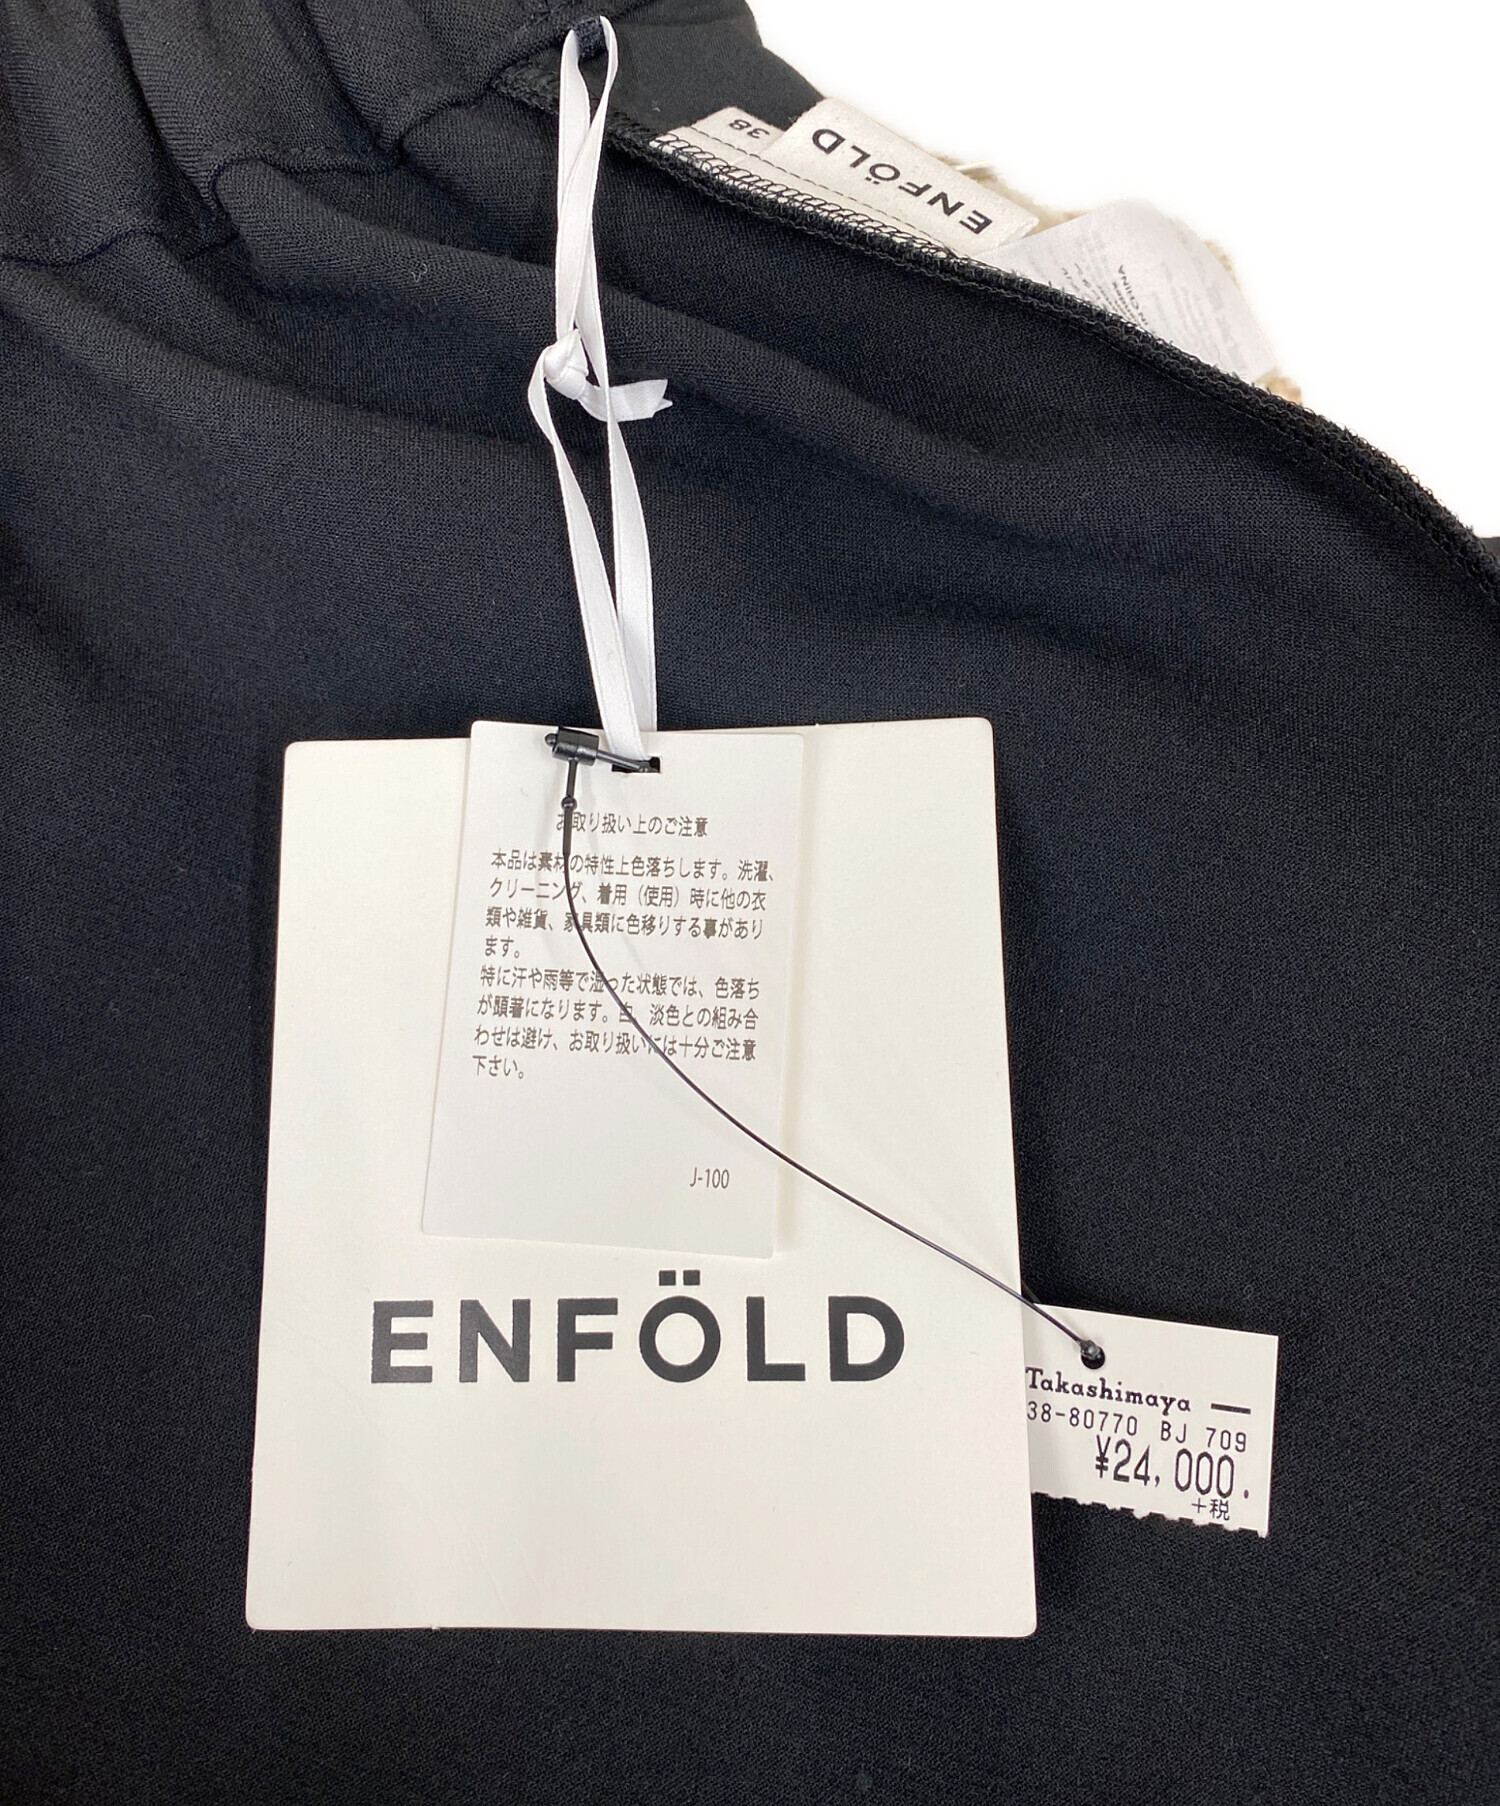 38
ENFÖLD
CHINA
お取り扱い上のご注意
本品は素材の特性上色落ちします。洗濯、
クリーニング、着用（使用）時に他の衣
類や雑貨、家具類に色移りする事があり
ます。
特に汗や雨等で湿った状態では、色落ち
が顕著になります。白、淡色との組み合
わせは避け、お取り扱いには十分ご注意
下さい。
J-100
ENFÖLD
Takashimaya
38-80770 BJ 709
¥24,000.
+税